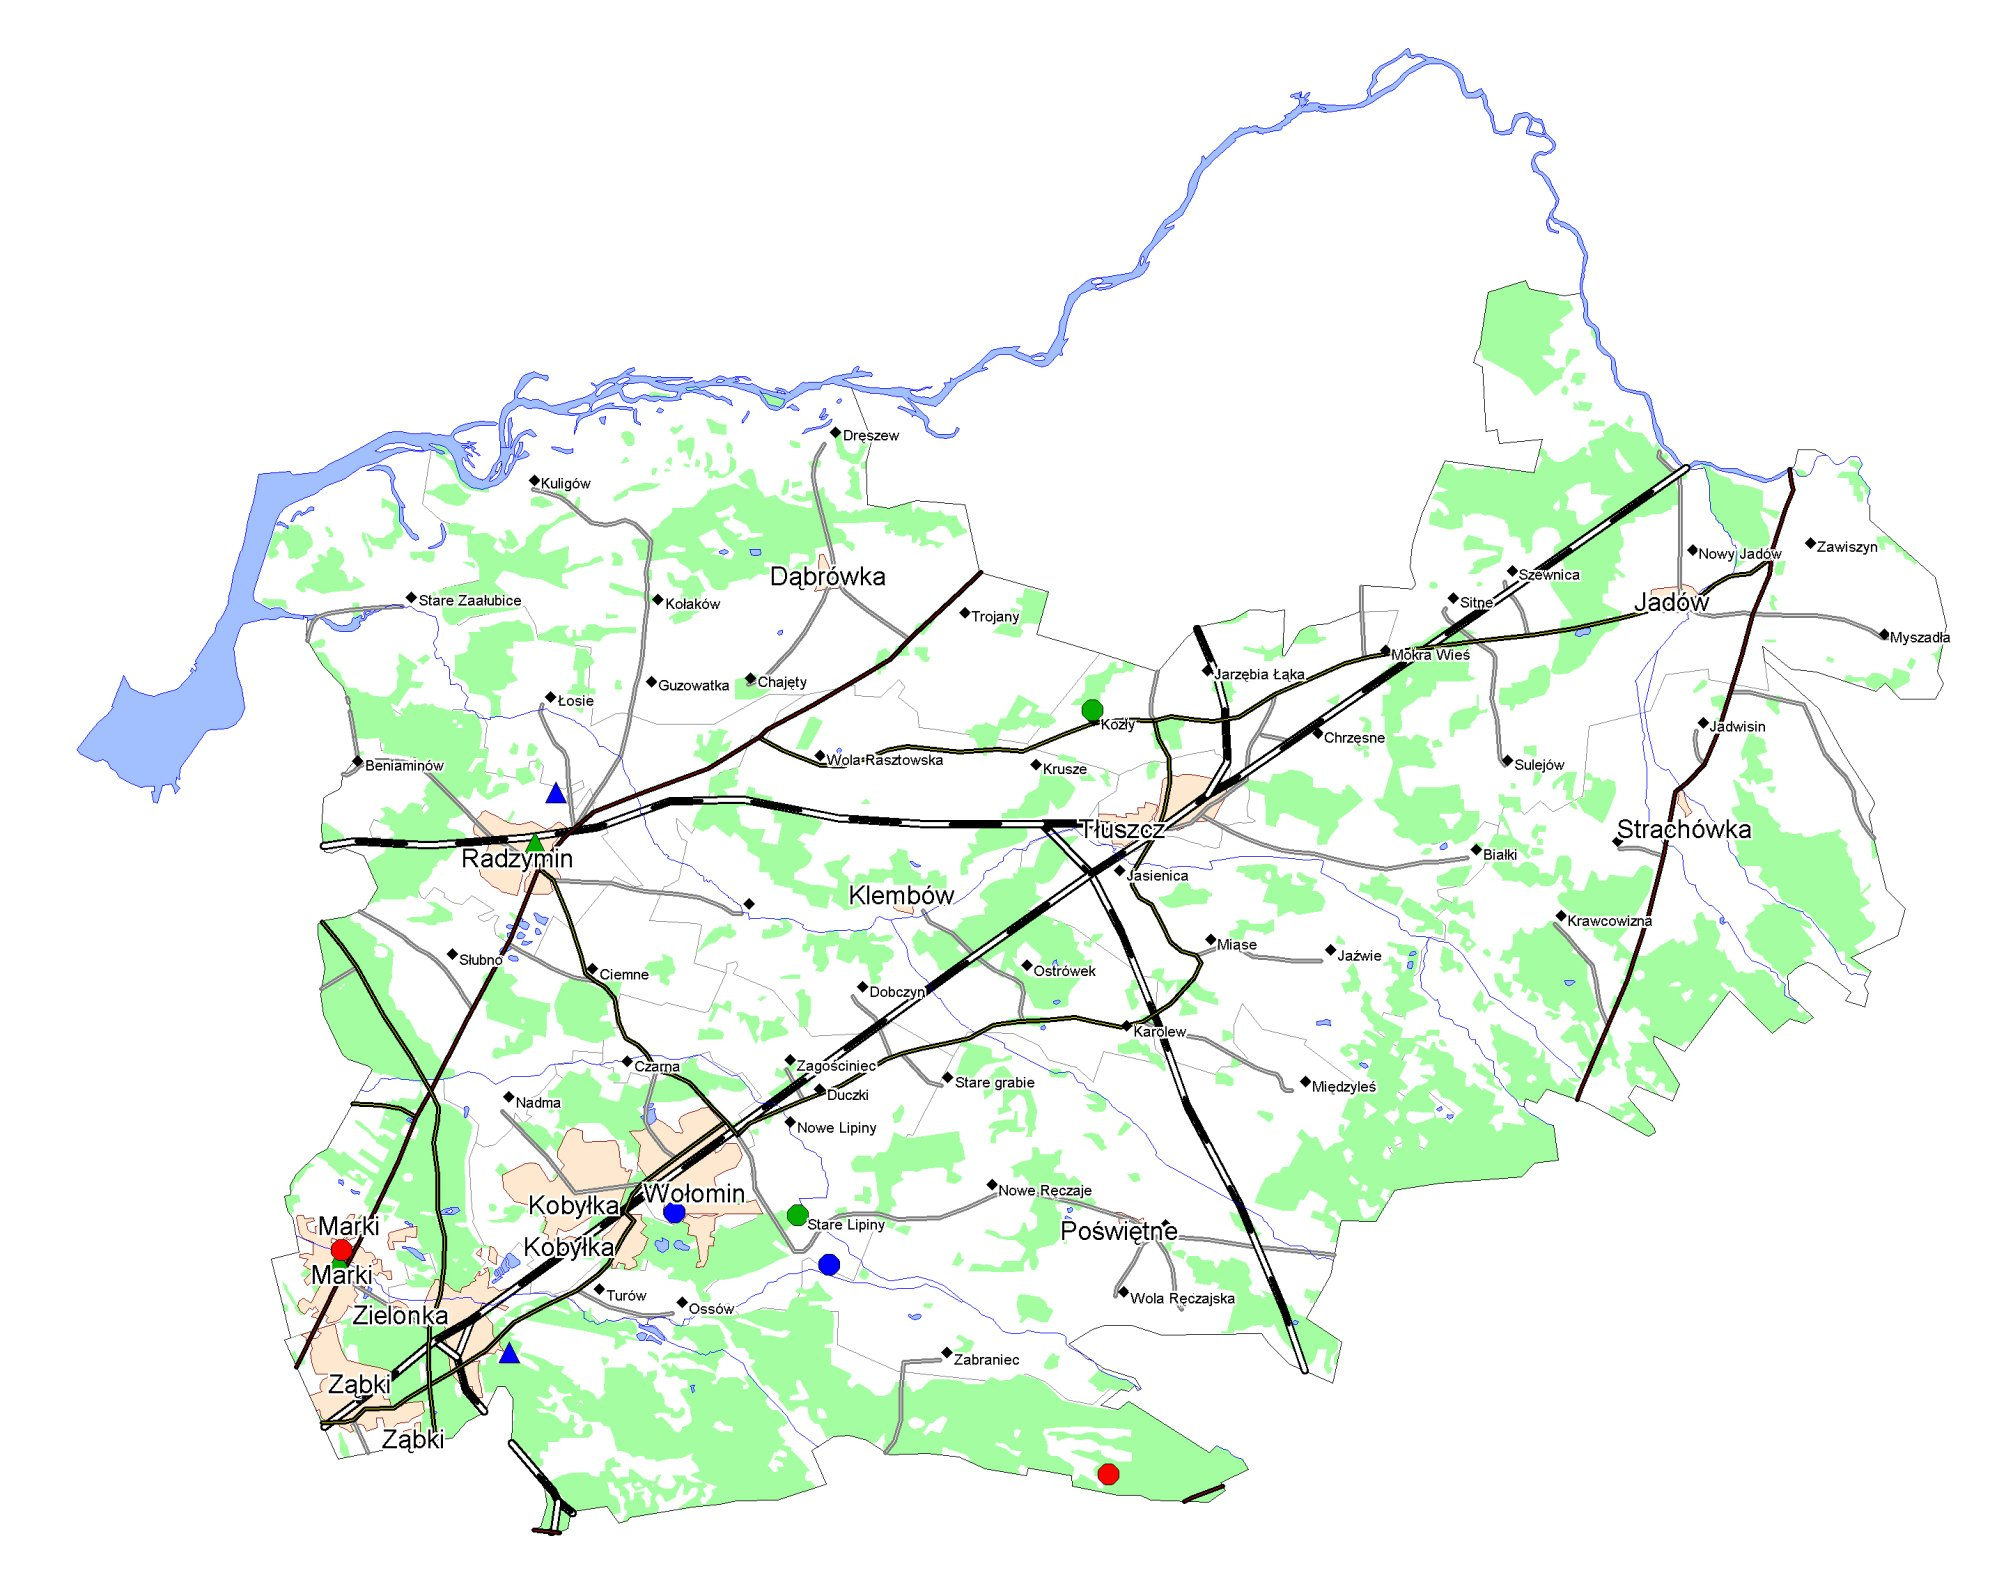 Dręszew
Kuligów
Nowy Jadów
Zawiszyn
Dąbrówka
Szewnica
Stare Zaałubice
Kołaków
Sitne
Jadów
Trojany
Myszadła
Mokra Wieś
Jarzębia Łąka
Guzowatka
Chajęty
Łosie
Kozły
Jadwisin
Chrzęsne
Wola Rasztowska
Beniaminów
Krusze
Sulejów
Tłuszcz
Strachówka
Radzymin
Białki
Jasienica
Klembów
Krawcowizna
Miąse
Jaźwie
Słubno
Ciemne
Ostrówek
Dobczyn
Karolew
Czarna
Zagościniec
Stare grabie
Międzyleś
Duczki
Nadma
Nowe Lipiny
Nowe Ręczaje
Wołomin
Kobyłka
Marki
Stare Lipiny
Poświętne
Kobyłka
Marki
Turów
Ossów
Wola Ręczajska
Zielonka
Zabraniec
Ząbki
Ząbki